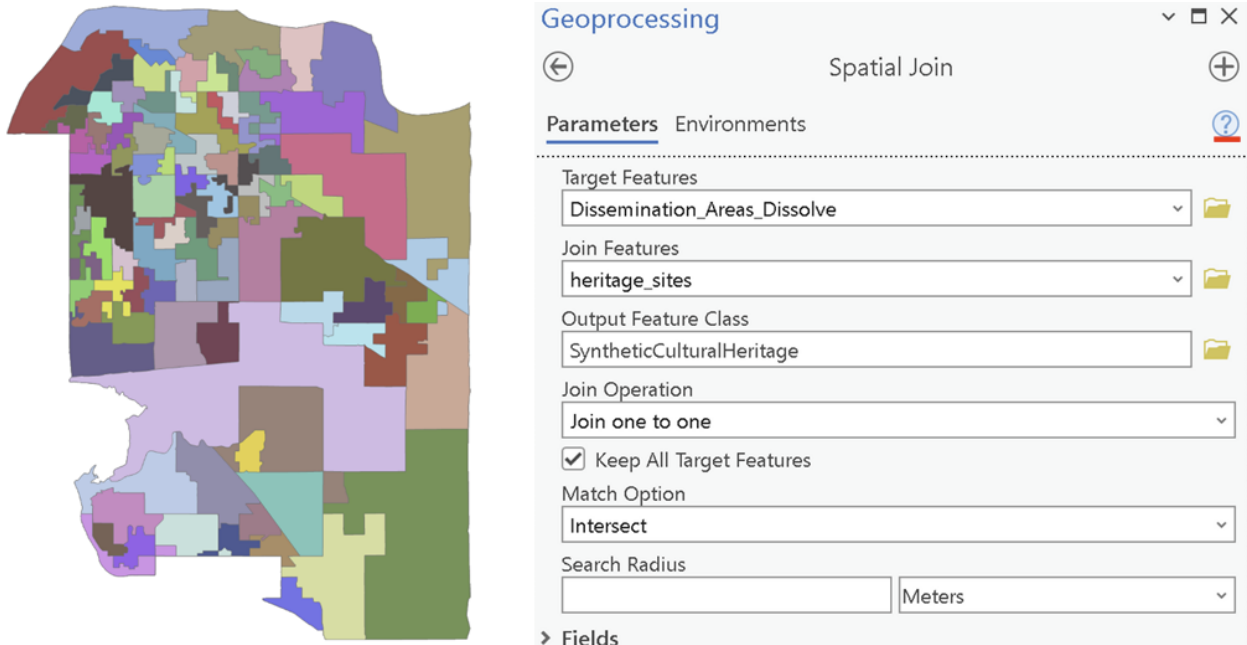 Geoprocessing
Spatial Join
Parameters Environments
?
Target Features
Dissemination_Areas_Dissolve
Join Features
heritage_sites
Output Feature Class
SyntheticCulturalHeritage
Join Operation
Join one to one
Keep All Target Features
Match Option
Intersect
Search Radius
Meters
Fields